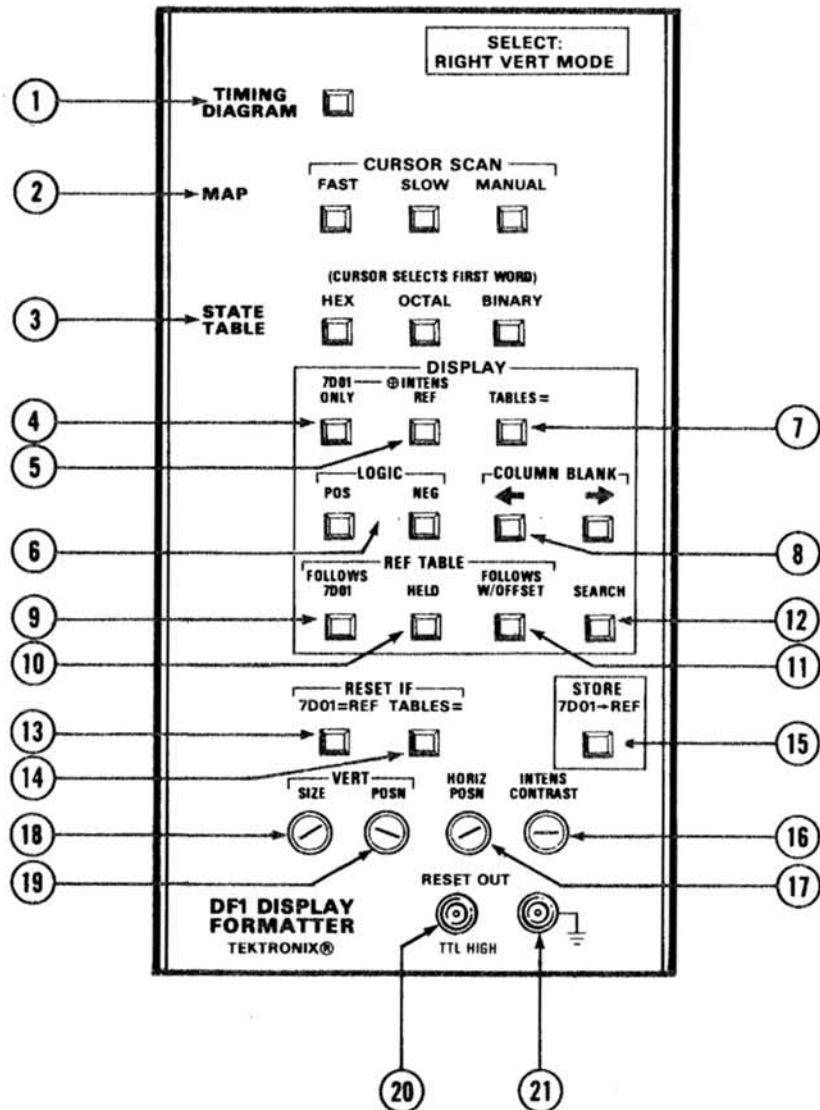 SELECT:
RIGHT VERT MODE
1
TIMING
DIAGRAM
CURSOR SCAN
2
MAP
FAST SLOW MANUAL
(CURSOR SELECTS FIRST WORD)
3
STATE
TABLE
HEX OCTAL BINARY
DISPLAY
7D01 ⊕ INTENS
ONLY REF TABLES =
4
5
7
LOGIC COLUMN BLANK
POS NEG
6
8
REF TABLE
FOLLOWS FOLLOWS
7D01 HELD W/OFFSET SEARCH
9
10
11
12
RESET IF
7D01=REF TABLES=
STORE
7D01→REF
13
14
15
VERT
SIZE POSN
HORIZ
POSN
INTENS
CONTRAST
18
19
16
17
RESET OUT
DF1 DISPLAY
FORMATTER
TEKTRONIX®
TTL HIGH
20
21